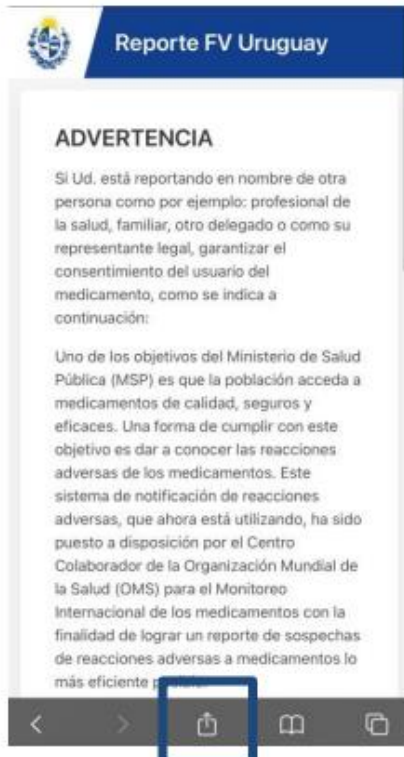 Reporte FV Uruguay
ADVERTENCIA
Si Ud. está reportando en nombre de otra
persona como por ejemplo: profesional de
la salud, familiar, otro delegado o como su
representante legal, garantizar el
consentimiento del usuario del
medicamento, como se indica a
continuación:
Uno de los objetivos del Ministerio de Salud
Pública (MSP) es que la población acceda a
medicamentos de calidad, seguros y
eficaces. Una forma de cumplir con este
objetivo es dar a conocer las reacciones
adversas de los medicamentos. Este
sistema de notificación de reacciones
adversas, que ahora está utilizando, ha sido
puesto a disposición por el Centro
Colaborador de la Organización Mundial de
la Salud (OMS) para el Monitoreo
Internacional de los medicamentos con la
finalidad de lograr un reporte de sospechas
de reacciones adversas a medicamentos lo
más eficiente